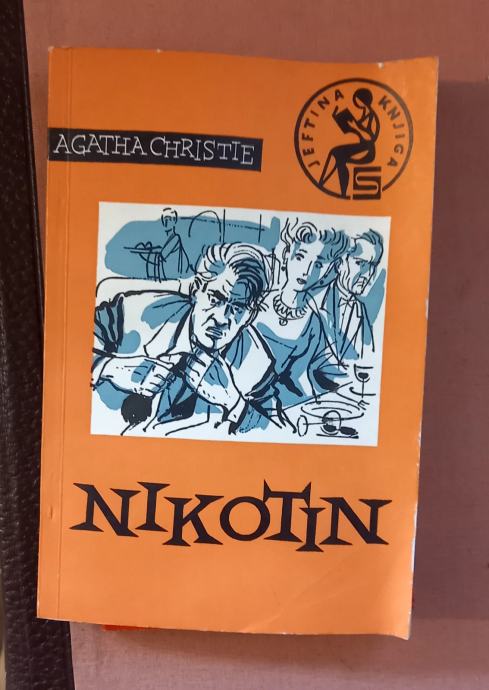 AGATHA CHRISTIE
JEFTINA KNJIGA
S
NIKOTIN